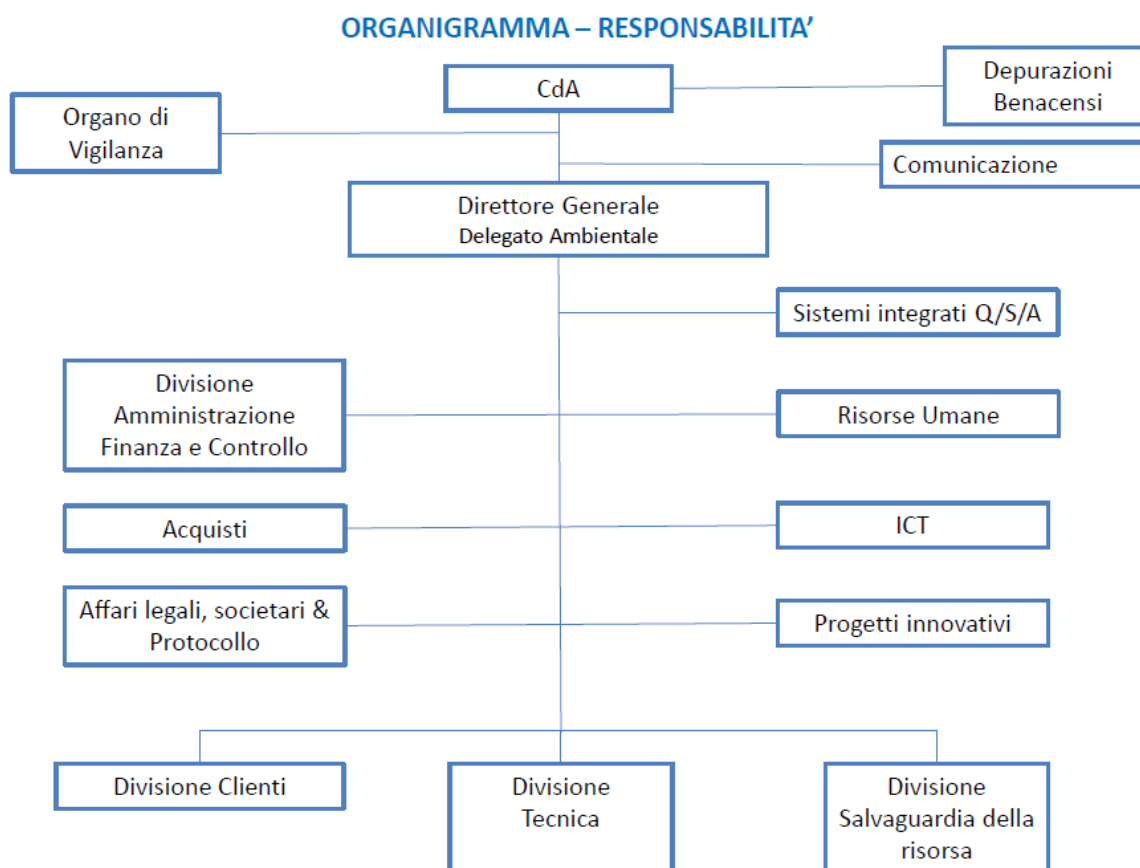 ORGANIGRAMMA – RESPONSABILITA’
CdA
Depurazioni
Benacensi
Organo di
Vigilanza
Comunicazione
Direttore Generale
Delegato Ambientale
Sistemi integrati Q/S/A
Divisione
Amministrazione
Finanza e Controllo
Risorse Umane
Acquisti
ICT
Affari legali, societari &
Protocollo
Progetti innovativi
Divisione Clienti
Divisione
Tecnica
Divisione
Salvaguardia della
risorsa